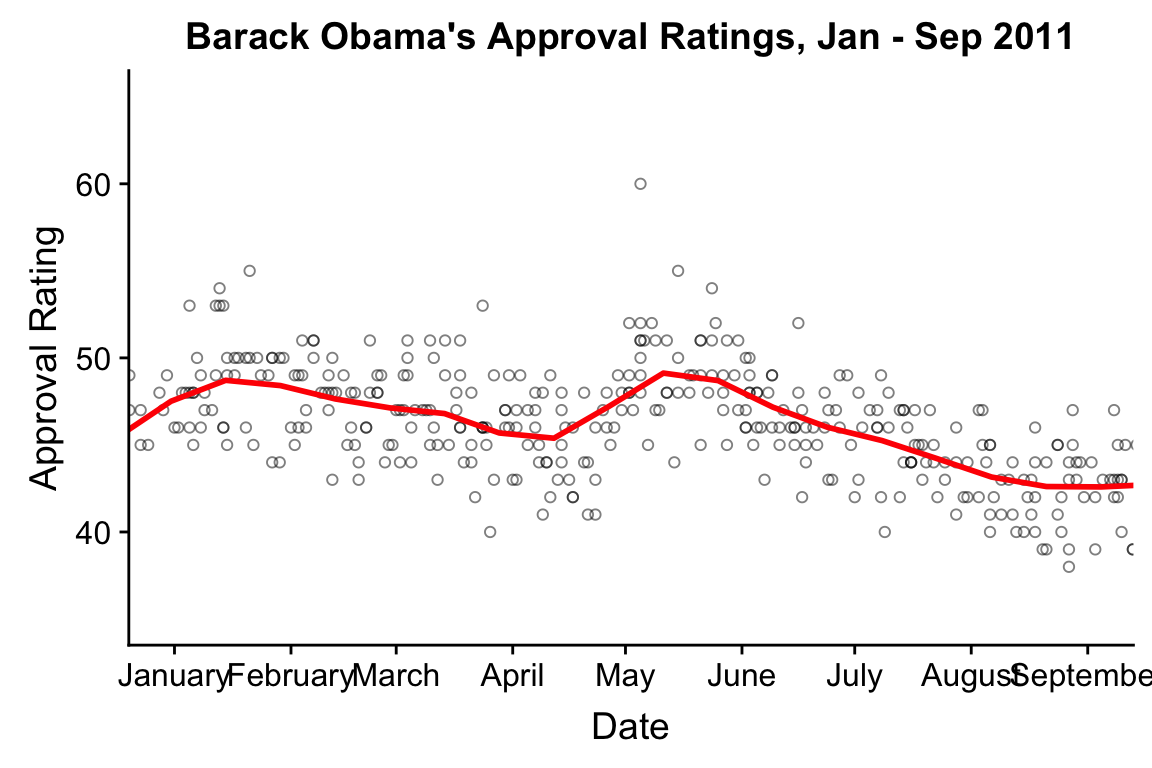 Barack Obama's Approval Ratings, Jan - Sep 2011
Approval Rating
60
50
40
January February March April May June July August Septembe
Date